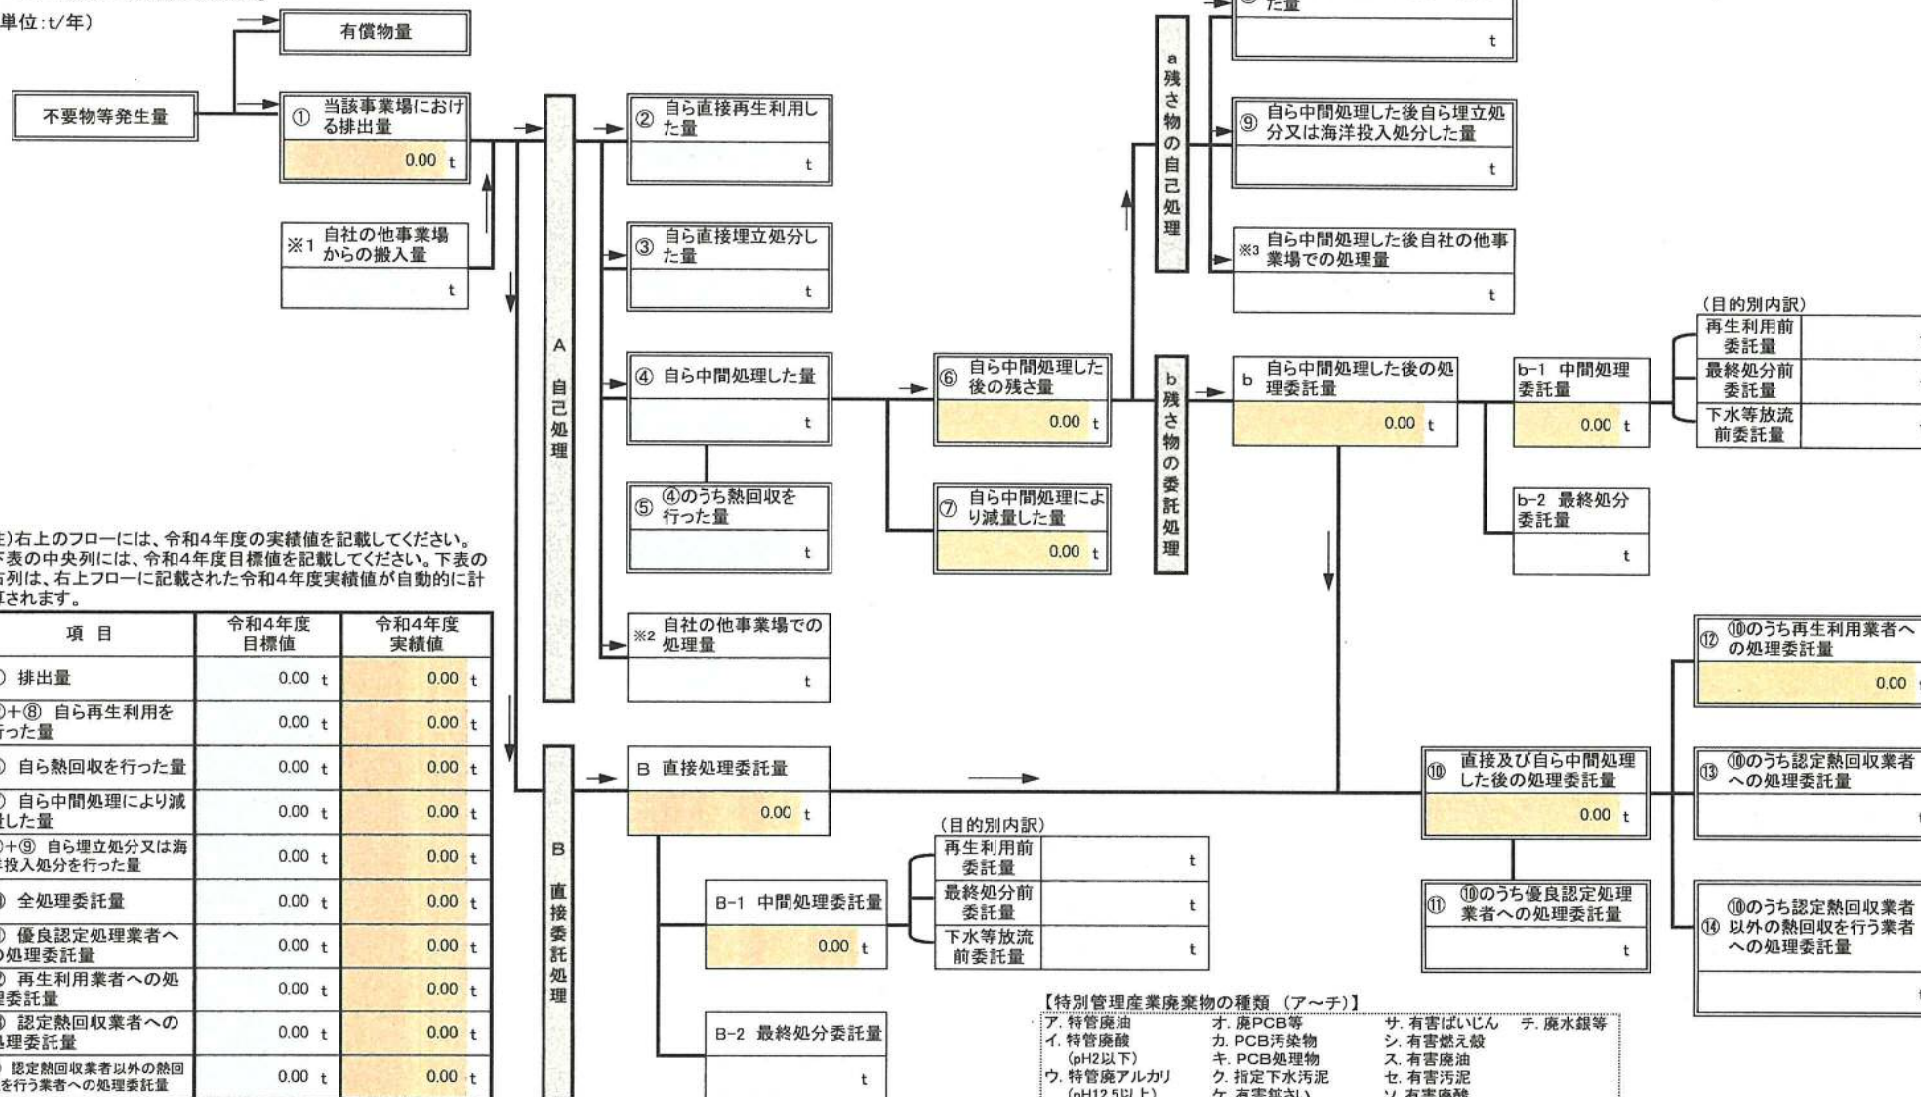 単位:t/年)
有償物量
不要物等発生量
① 当該事業場におけ
る排出量
0.00 t
※1 自社の他事業場
からの搬入量
t
A 自己処理
② 自ら直接再生利用し
た量
t
③ 自ら直接埋立処分し
た量
t
④ 自ら中間処理した量
t
⑤ ④のうち熱回収を
行った量
t
※2 自社の他事業場での
処理量
t
⑥ 自ら中間処理した
後の残さ量
0.00 t
⑦ 自ら中間処理によ
り減量した量
0.00 t
a 残さ物の自己処理
た量
t
⑨ 自ら中間処理した後自ら埋立処
分又は海洋投入処分した量
t
※3 自ら中間処理した後自社の他事
業場での処理量
t
b 残さ物の委託処理
b 自ら中間処理した後の処
理委託量
0.00 t
b-1 中間処理
委託量
0.00 t
b-2 最終処分
委託量
t
(目的別内訳)
再生利用前
委託量
最終処分前
委託量
下水等放流
前委託量
)右上のフローには、令和4年度の実績値を記載してください。
下表の中央列には、令和4年度目標値を記載してください。下表の
右列は、右上フローに記載された令和4年度実績値が自動的に計
算されます。
項 目
令和4年度
目標値
令和4年度
実績値
排出量
0.00 t
0.00 t
+⑧ 自ら再生利用を
行った量
0.00 t
0.00 t
自ら熱回収を行った量
0.00 t
0.00 t
自ら中間処理により減
量した量
0.00 t
0.00 t
+⑨ 自ら埋立処分又は海
洋投入処分を行った量
0.00 t
0.00 t
全処理委託量
0.00 t
0.00 t
優良認定処理業者へ
の処理委託量
0.00 t
0.00 t
再生利用業者への処
理委託量
0.00 t
0.00 t
認定熱回収業者への
処理委託量
0.00 t
0.00 t
認定熱回収業者以外の熱回
を行う業者への処理委託量
0.00 t
0.00 t
B 直接委託処理
B 直接処理委託量
0.00 t
B-1 中間処理委託量
0.00 t
B-2 最終処分委託量
t
(目的別内訳)
再生利用前
委託量
t
最終処分前
委託量
t
下水等放流
前委託量
t
⑩ 直接及び自ら中間処理
した後の処理委託量
0.00 t
⑪ ⑩のうち優良認定処理
業者への処理委託量
t
⑫ ⑩のうち再生利用業者へ
の処理委託量
0.00
⑬ ⑩のうち認定熱回収業者
への処理委託量
⑭ ⑩のうち認定熱回収業者
以外の熱回収を行う業者
への処理委託量
【特別管理産業廃棄物の種類 (ア~チ)】
ア. 特管廃油
イ. 特管廃酸
(pH2以下)
ウ. 特管廃アルカリ
(pH12.5以上)
オ. 廃PCB等
カ. PCB汚染物
キ. PCB処理物
ク. 指定下水汚泥
ケ. 有害鉱さい
サ. 有害ばいじん
シ. 有害燃え殻
ス. 有害廃油
セ. 有害汚泥
ソ. 有害廃酸
チ. 廃水銀等